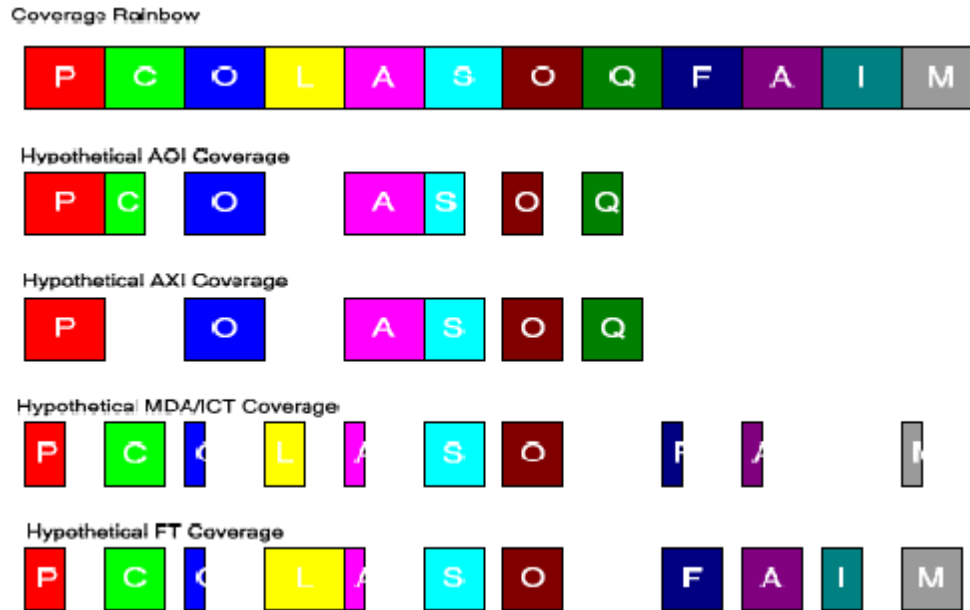 Coverage Rainbow
P C O L A S O Q F A I M
Hypothetical AOI Coverage
P C O A S O Q
Hypothetical AXI Coverage
P O A S O Q
Hypothetical MDA/ICT Coverage
P C O L A S O F A M
Hypothetical FT Coverage
P C O L A S O F A I M